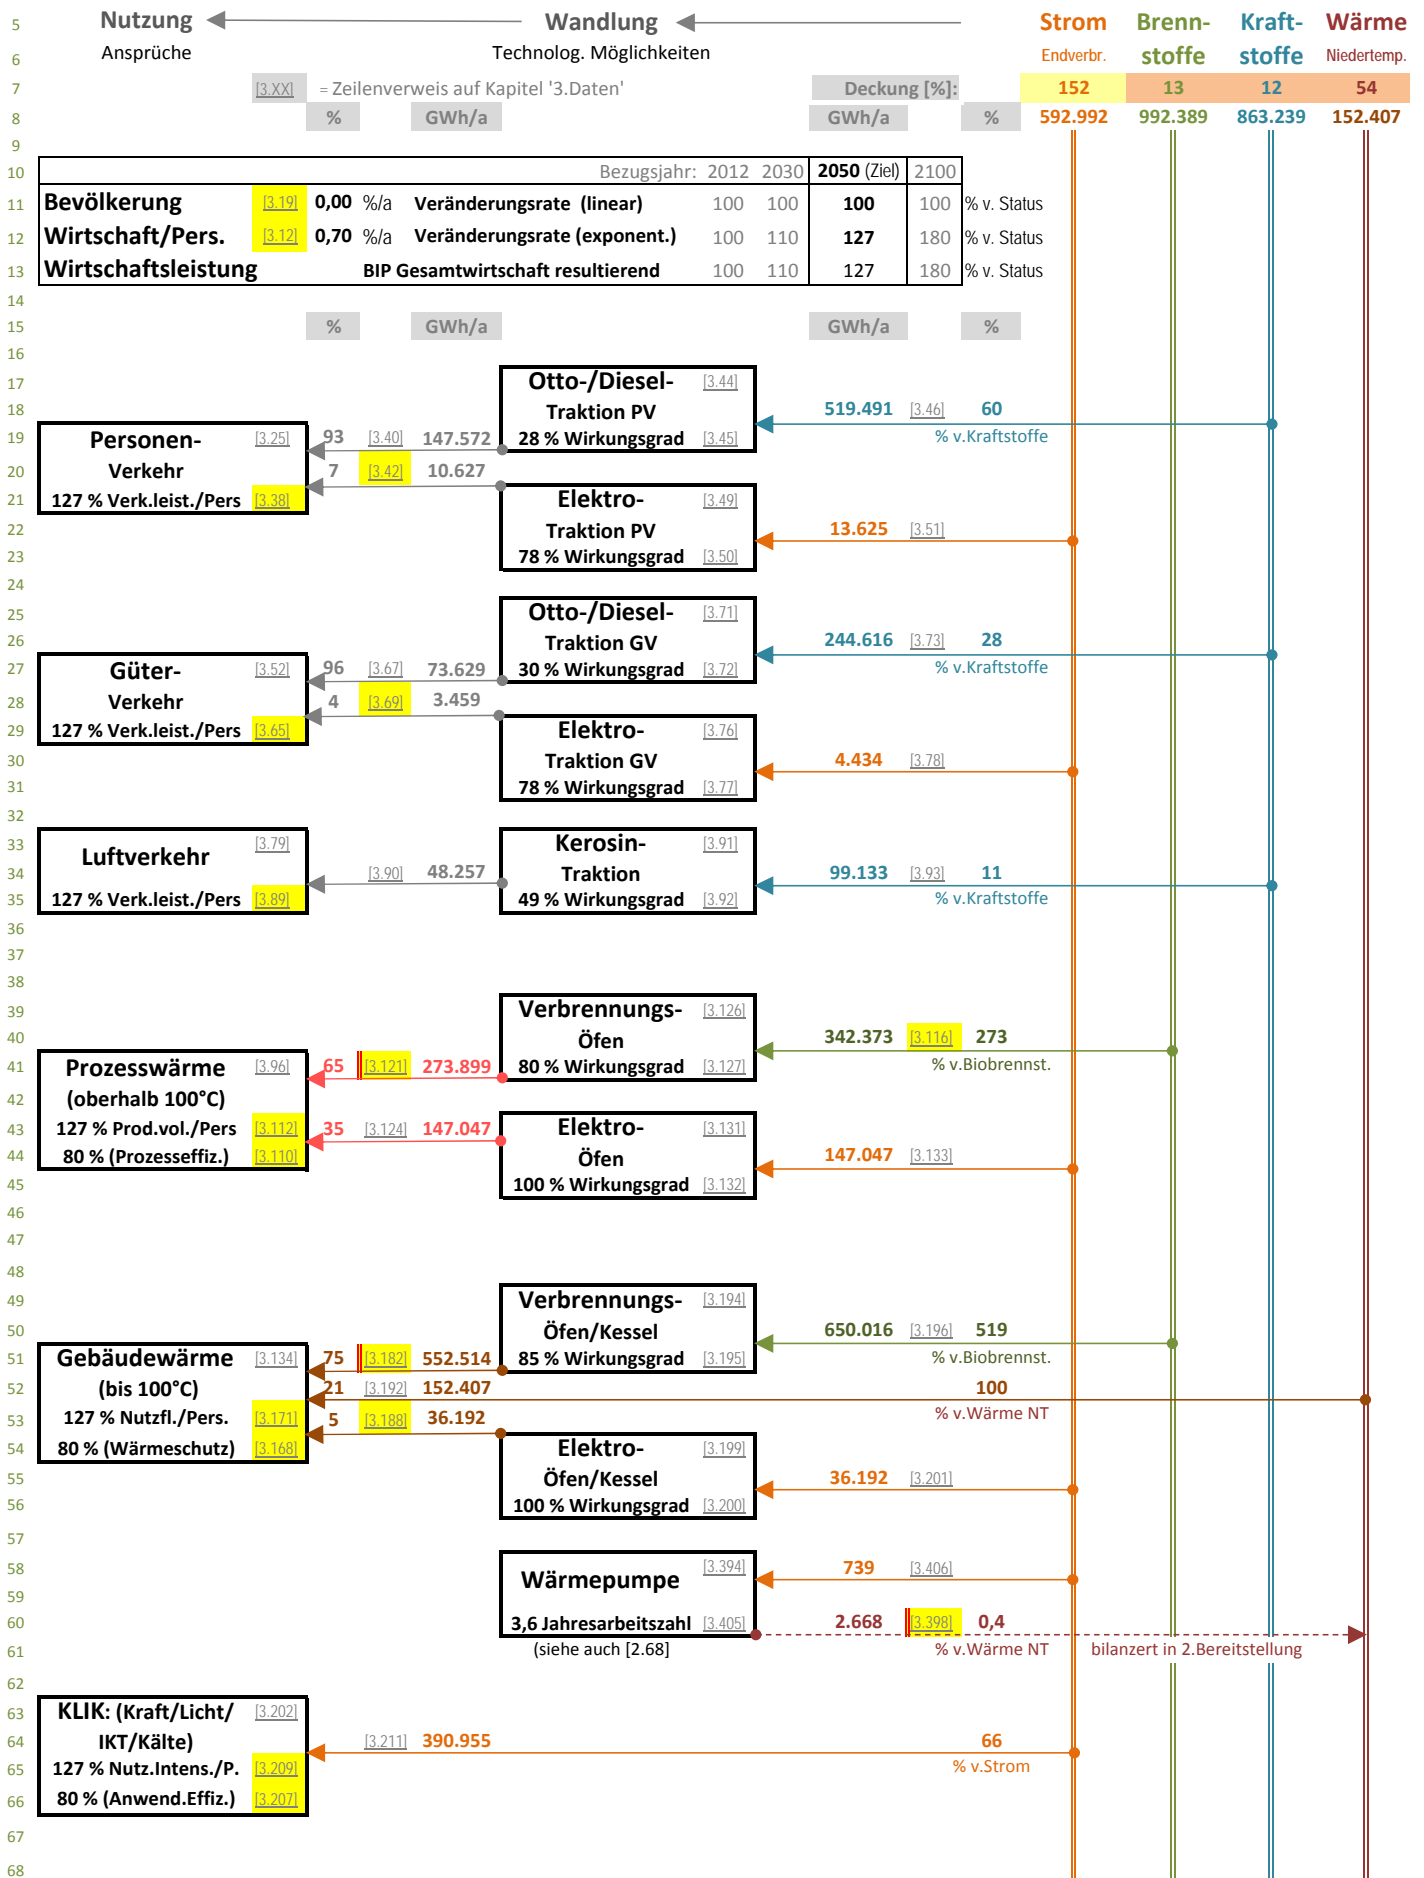 5 Nutzung Wandlung Strom Brenn- Kraft- Wärme
6 Ansprüche Technolog. Möglichkeiten Endverbr. stoffe stoffe Niedertemp.
7 [3.XX] = Zeilenverweis auf Kapitel '3.Daten' Deckung [%]: 152 13 12 54
8 % GWh/a GWh/a % 592.992 992.389 863.239 152.407
9
10 Bezugsjahr: 2012 2030 2050 (Ziel) 2100
11 Bevölkerung [3.19] 0,00 %/a Veränderungsrate (linear) 100 100 100 100 % v. Status
12 Wirtschaft/Pers. [3.12] 0,70 %/a Veränderungsrate (exponent.) 100 110 127 180 % v. Status
13 Wirtschaftsleistung BIP Gesamtwirtschaft resultierend 100 110 127 180 % v. Status
14
15 % GWh/a GWh/a %
16
17 Otto-/Diesel- [3.44]
18 Traktion PV 519.491 [3.46] 60
19 Personen- [3.25] 93 [3.40] 147.572 28 % Wirkungsgrad [3.45] % v.Kraftstoffe
20 Verkehr 7 [3.42] 10.627
21 127 % Verk.leist./Pers [3.38] Elektro- [3.49]
22 Traktion PV 13.625 [3.51]
23 78 % Wirkungsgrad [3.50]
24
25 Otto-/Diesel- [3.71]
26 Traktion GV 244.616 [3.73] 28
27 Güter- [3.52] 96 [3.67] 73.629 30 % Wirkungsgrad [3.72] % v.Kraftstoffe
28 Verkehr 4 [3.69] 3.459
29 127 % Verk.leist./Pers [3.65] Elektro- [3.76]
30 Traktion GV 4.434 [3.78]
31 78 % Wirkungsgrad [3.77]
32
33 Luftverkehr [3.79] Kerosin- [3.91]
34 [3.90] 48.257 Traktion 99.133 [3.93] 11
35 127 % Verk.leist./Pers [3.89] 49 % Wirkungsgrad [3.92] % v.Kraftstoffe
36
37
38
39 Verbrennungs- [3.126]
40 Öfen 342.373 [3.116] 273
41 Prozesswärme [3.96] 65 [3.121] 273.899 80 % Wirkungsgrad [3.127] % v.Biobrennst.
42 (oberhalb 100°C)
43 127 % Prod.vol./Pers [3.112] 35 [3.124] 147.047 Elektro- [3.131]
44 80 % (Prozesseffiz.) [3.110] Öfen 147.047 [3.133]
45 100 % Wirkungsgrad [3.132]
46
47
48
49 Verbrennungs- [3.194]
50 Öfen/Kessel 650.016 [3.196] 519
51 Gebäudewärme [3.134] 75 [3.182] 552.514 85 % Wirkungsgrad [3.195] % v.Biobrennst.
52 (bis 100°C) 21 [3.192] 152.407 100
53 127 % Nutzfl./Pers. [3.171] 5 [3.188] 36.192 % v.Wärme NT
54 80 % (Wärmeschutz) [3.168] Elektro- [3.199]
55 Öfen/Kessel 36.192 [3.201]
56 100 % Wirkungsgrad [3.200]
57
58 Wärmepumpe [3.394] 739 [3.406]
59
60 3,6 Jahresarbeitszahl [3.405] 2.668 [3.398] 0,4
61 (siehe auch [2.68] % v.Wärme NT bilanzert in 2.Bereitstellung
62
63 KLIK: (Kraft/Licht/ [3.202]
64 IKT/Kälte) [3.211] 390.955 66
65 127 % Nutz.Intens./P. [3.209] % v.Strom
66 80 % (Anwend.Effiz.) [3.207]
67
68